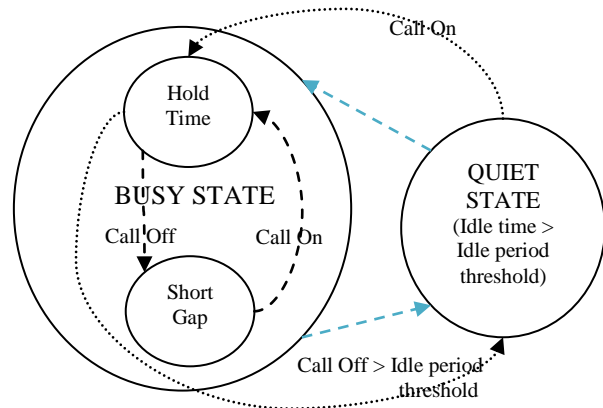 Call On
Hold
Time
BUSY STATE
Call Off
Call On
Short
Gap
QUIET
STATE
(Idle time >
Idle period
threshold)
Call Off > Idle period
threshold